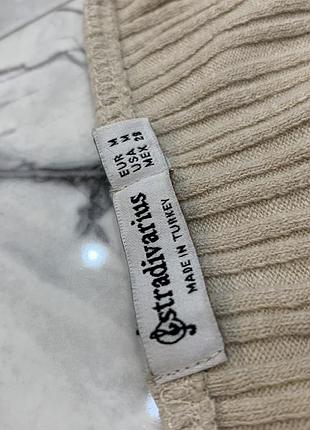 EUR M
USA M
MEX 28
stradivarius
MADE IN TURKEY